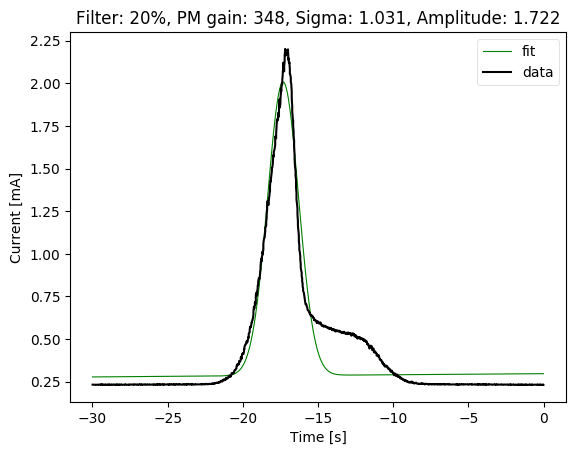 Filter: 20%, PM gain: 348, Sigma: 1.031, Amplitude: 1.722
fit
data
2.25
2.00
1.75
1.50
1.25
1.00
0.75
0.50
0.25
Current [mA]
−30 −25 −20 −15 −10 −5 0
Time [s]